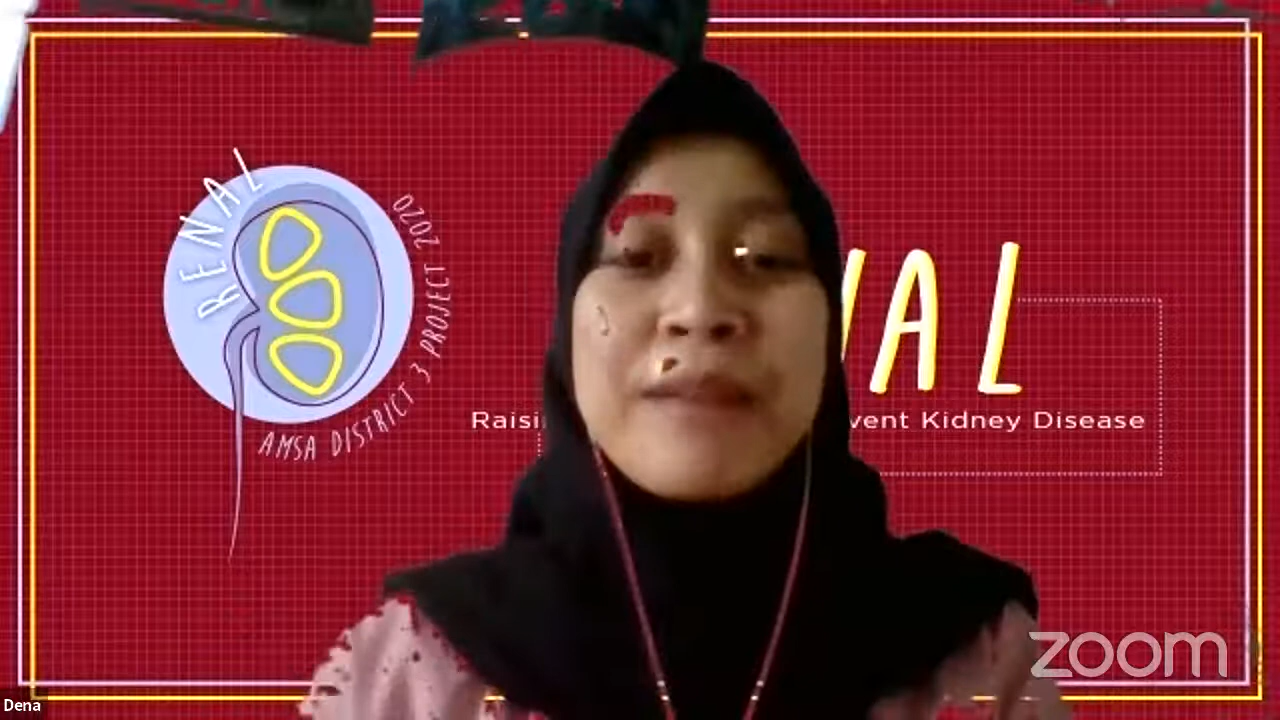 RENAL
AMSA DISTRICT 3 PROJECT 2020
NAL
Raisi vent Kidney Disease
zoom
Dena